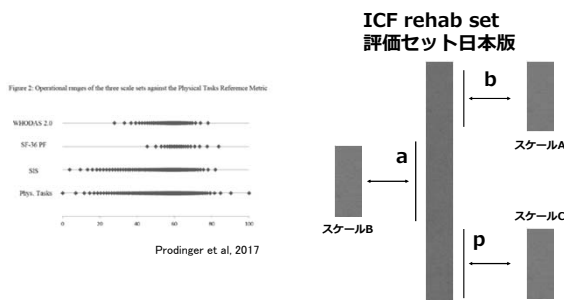 ICF rehab set
評価セット日本版
Figure 2: Operational ranges of the three scale sets against the Physical Tasks Reference Metric
WHODAS 2.0
SF-36 PF
SIS
Phys. Tasks
0 20 40 60 80 100
Prodinger et al, 2017
b
スケールA
a
スケールB
p
スケールC